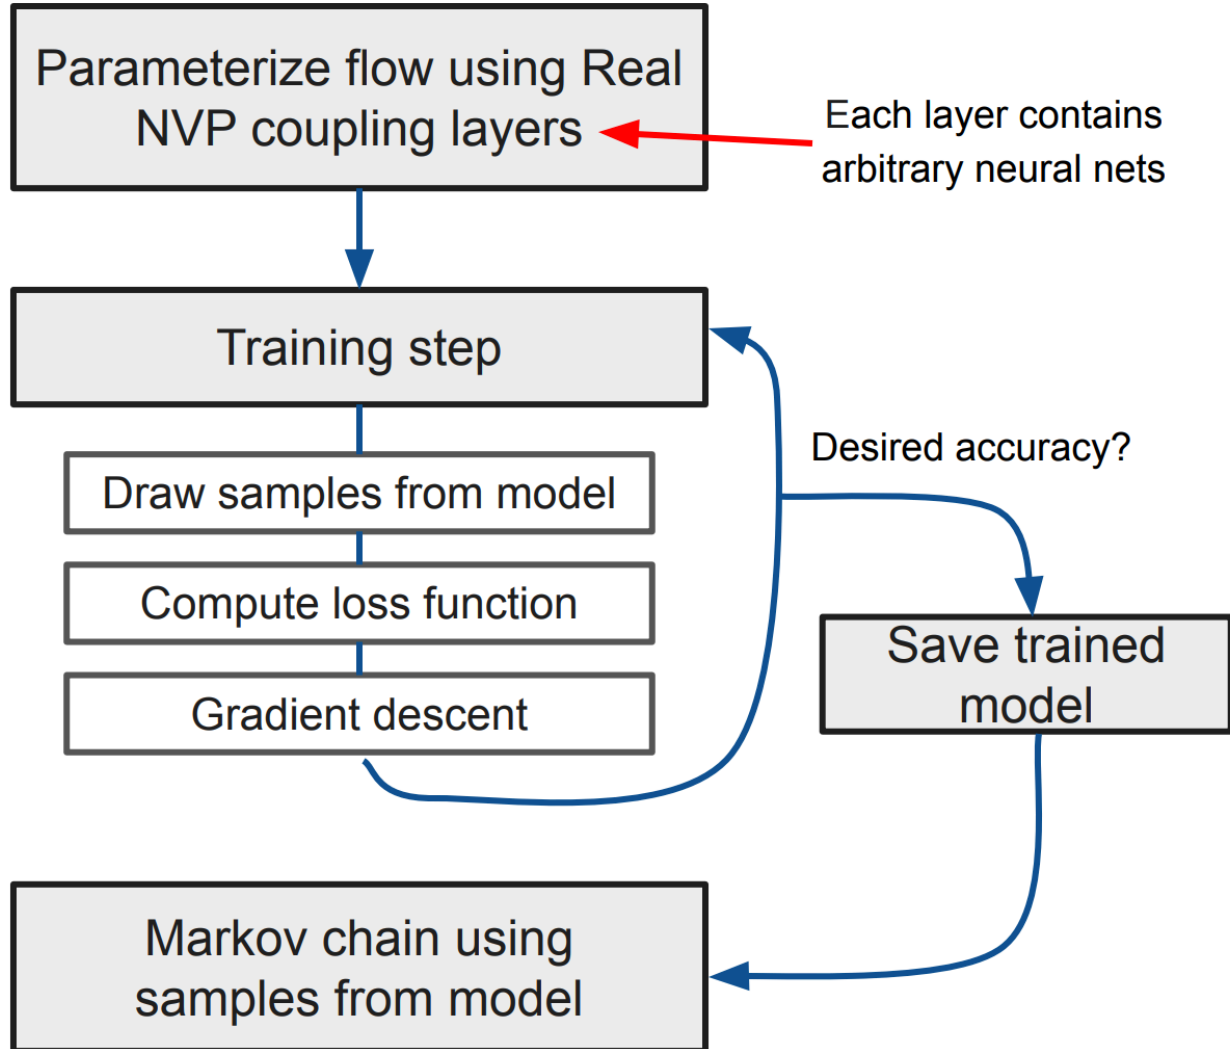 Parameterize flow using Real
NVP coupling layers
Each layer contains
arbitrary neural nets
Training step
Draw samples from model
Compute loss function
Gradient descent
Desired accuracy?
Save trained
model
Markov chain using
samples from model